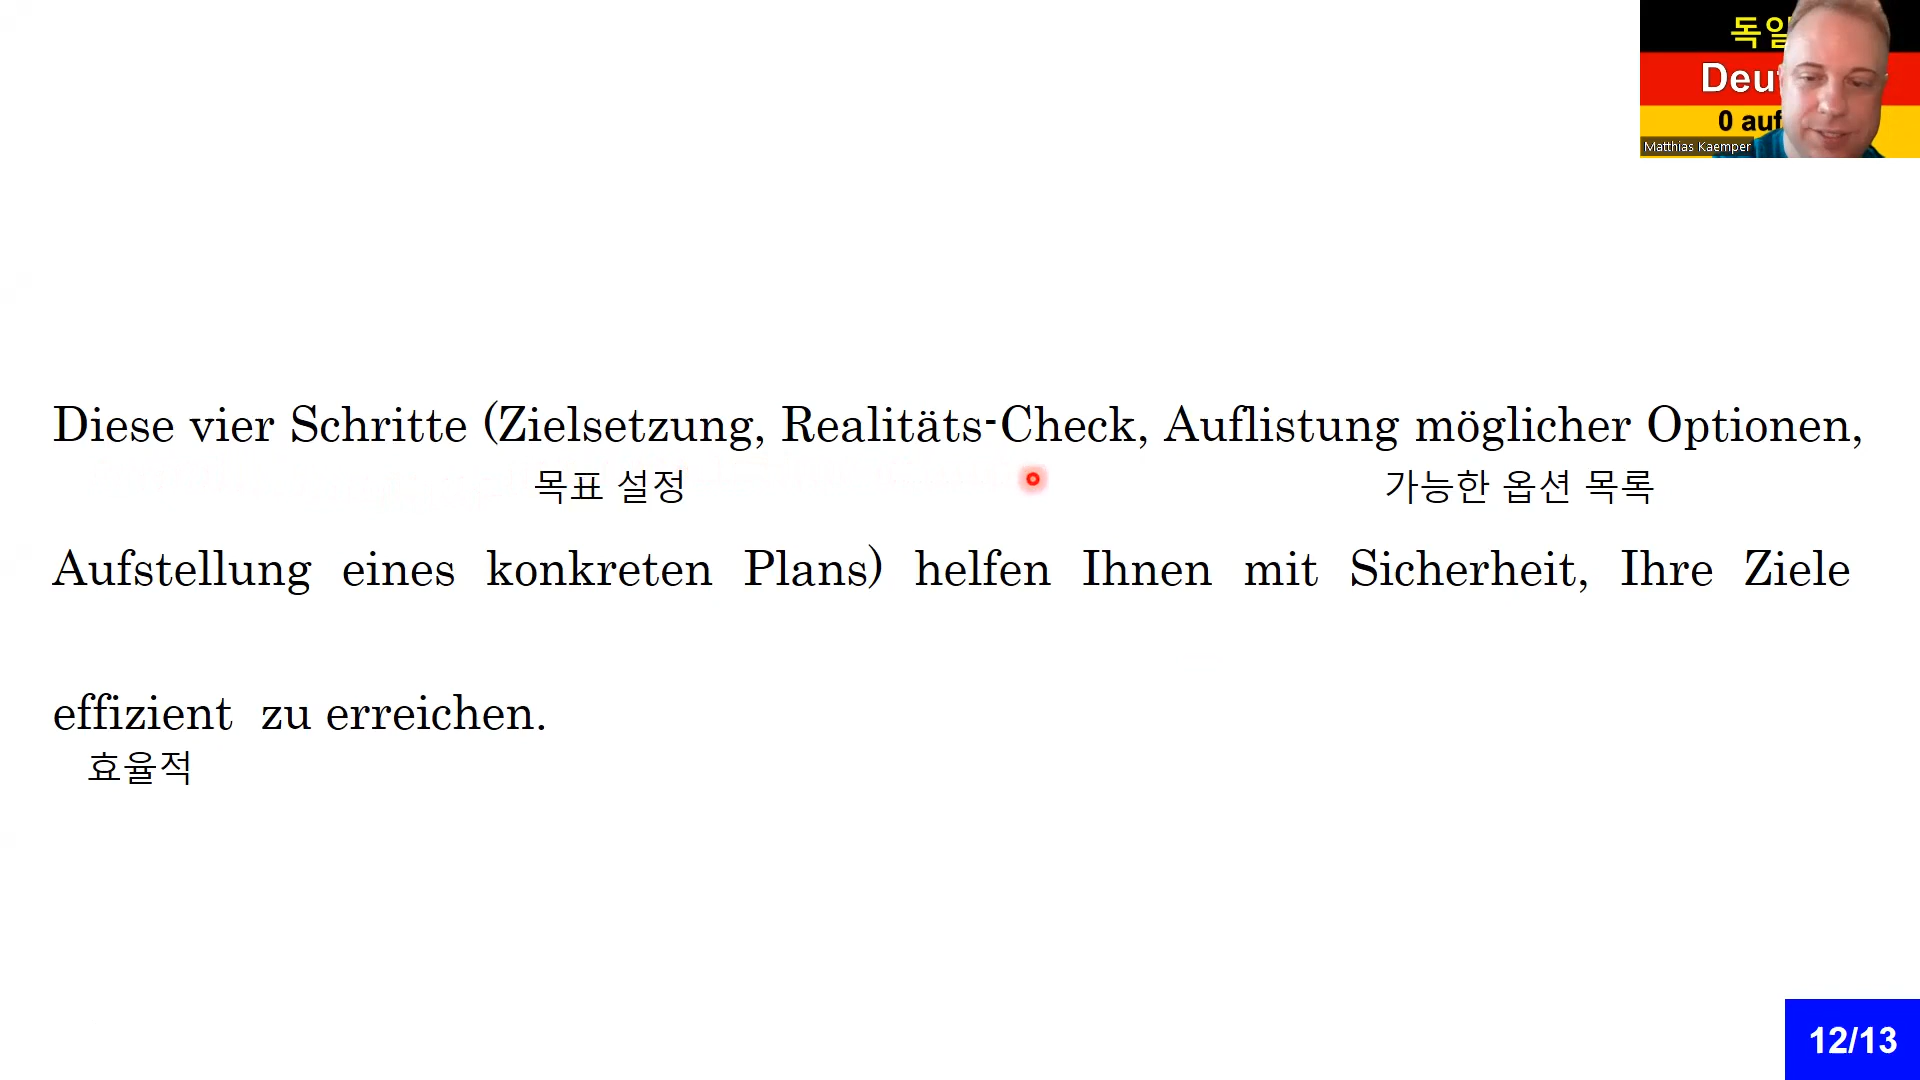 독일
Deu
0 auf
Matthias Kaemper
Diese vier Schritte (Zielsetzung, Realitäts-Check, Auflistung möglicher Optionen,
목표 설정 가능한 옵션 목록
Aufstellung eines konkreten Plans) helfen Ihnen mit Sicherheit, Ihre Ziele
effizient zu erreichen.
효율적
12/13